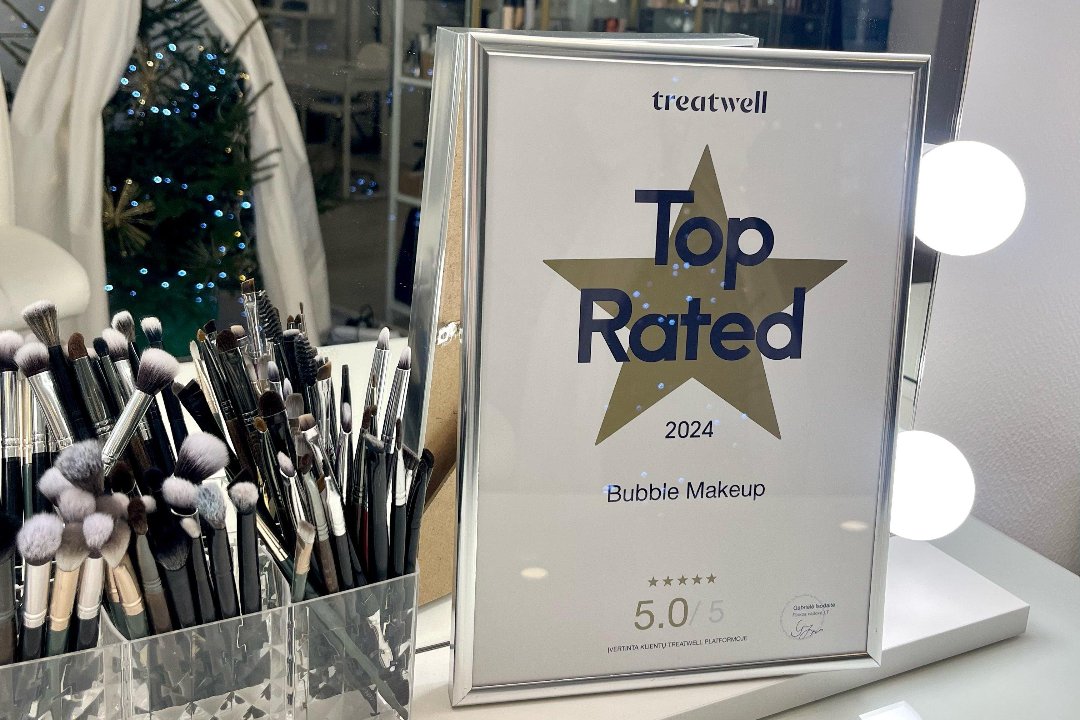 treatwell
Top
Rated
2024
Bubble Makeup
5.0/5
ĮVERTINTA KLIENTŲ TREATWELL PLATFORMOJE